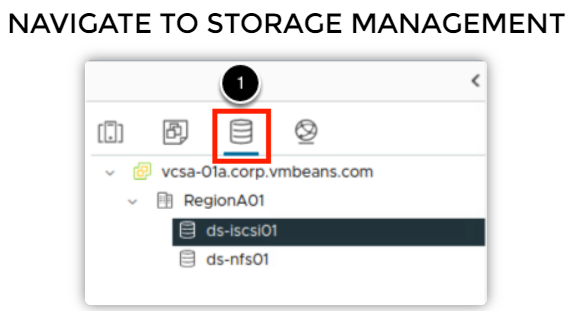 NAVIGATE TO STORAGE MANAGEMENT
1
vcsa-01a.corp.vmbeans.com
RegionA01
ds-iscsi01
ds-nfs01